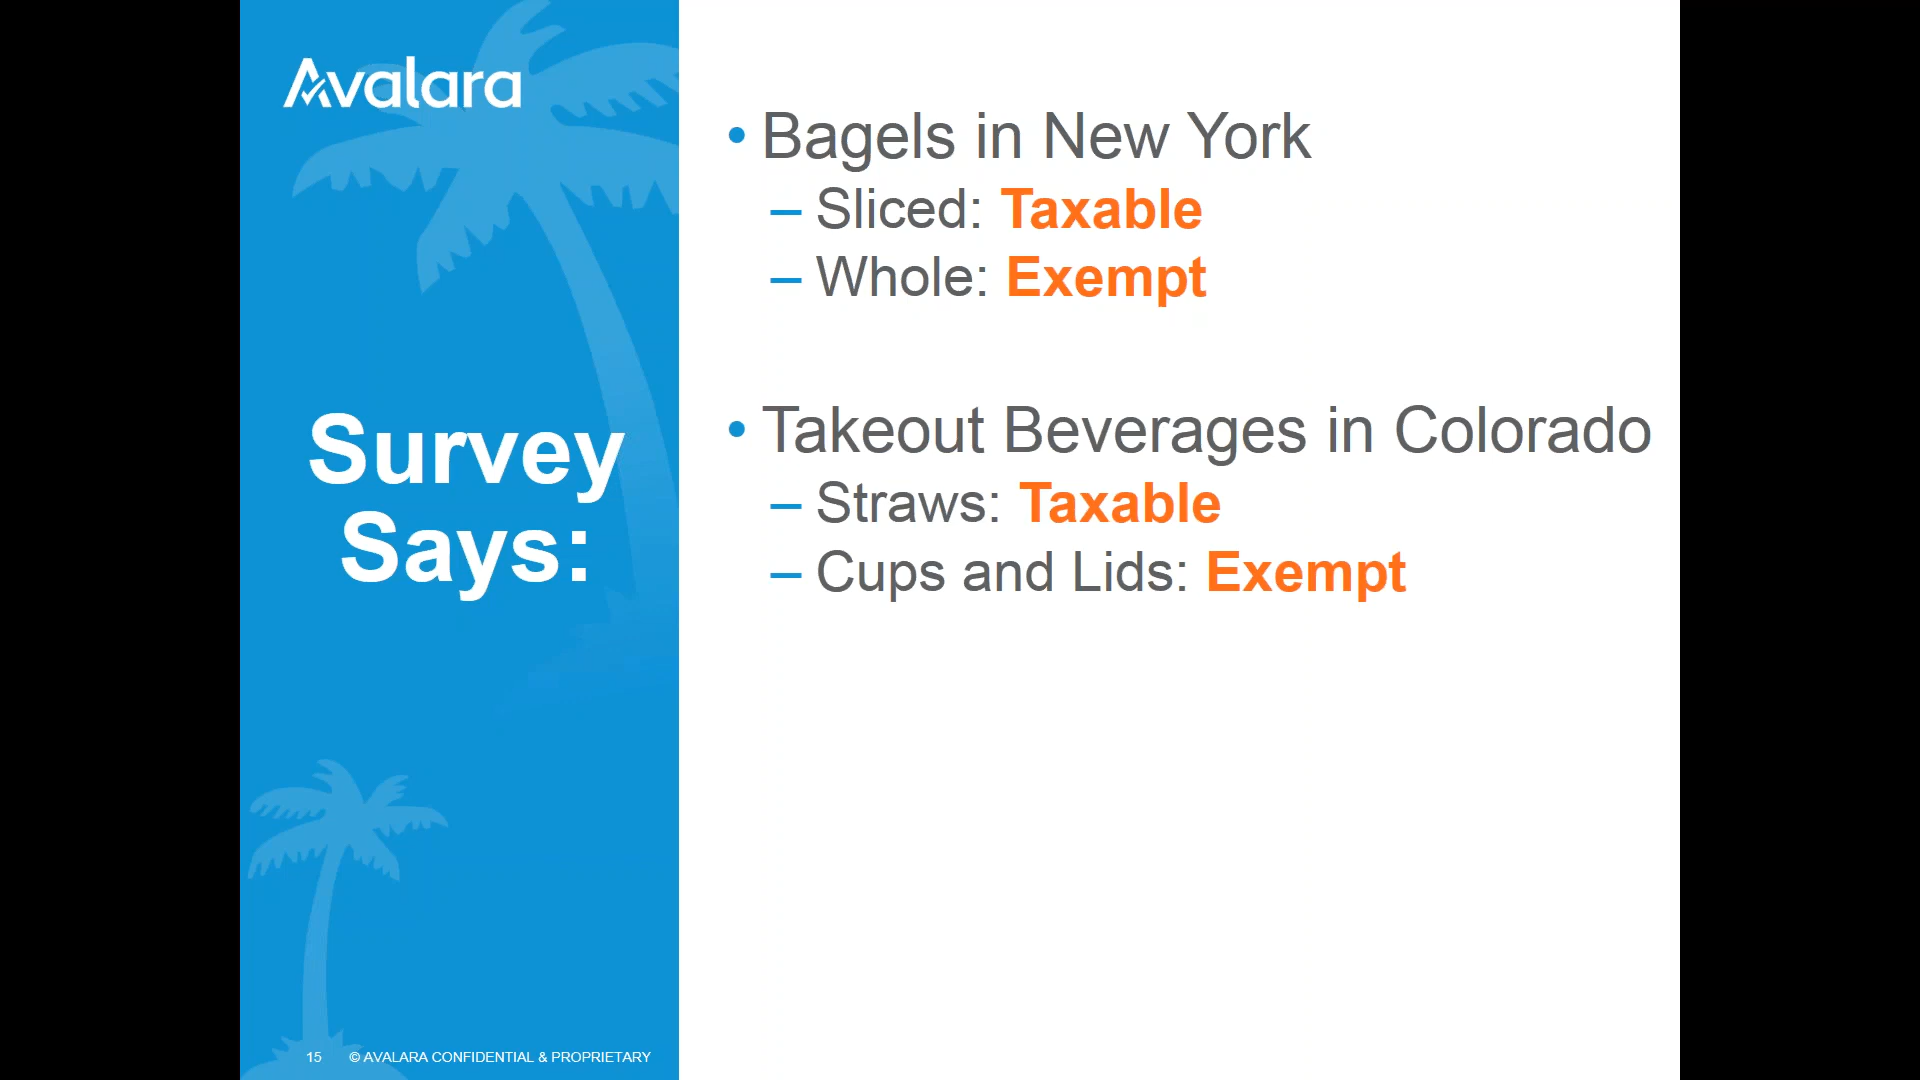 Avalara
Survey
Says:
15 © AVALARA CONFIDENTIAL & PROPRIETARY
• Bagels in New York
– Sliced: Taxable
– Whole: Exempt
• Takeout Beverages in Colorado
– Straws: Taxable
– Cups and Lids: Exempt